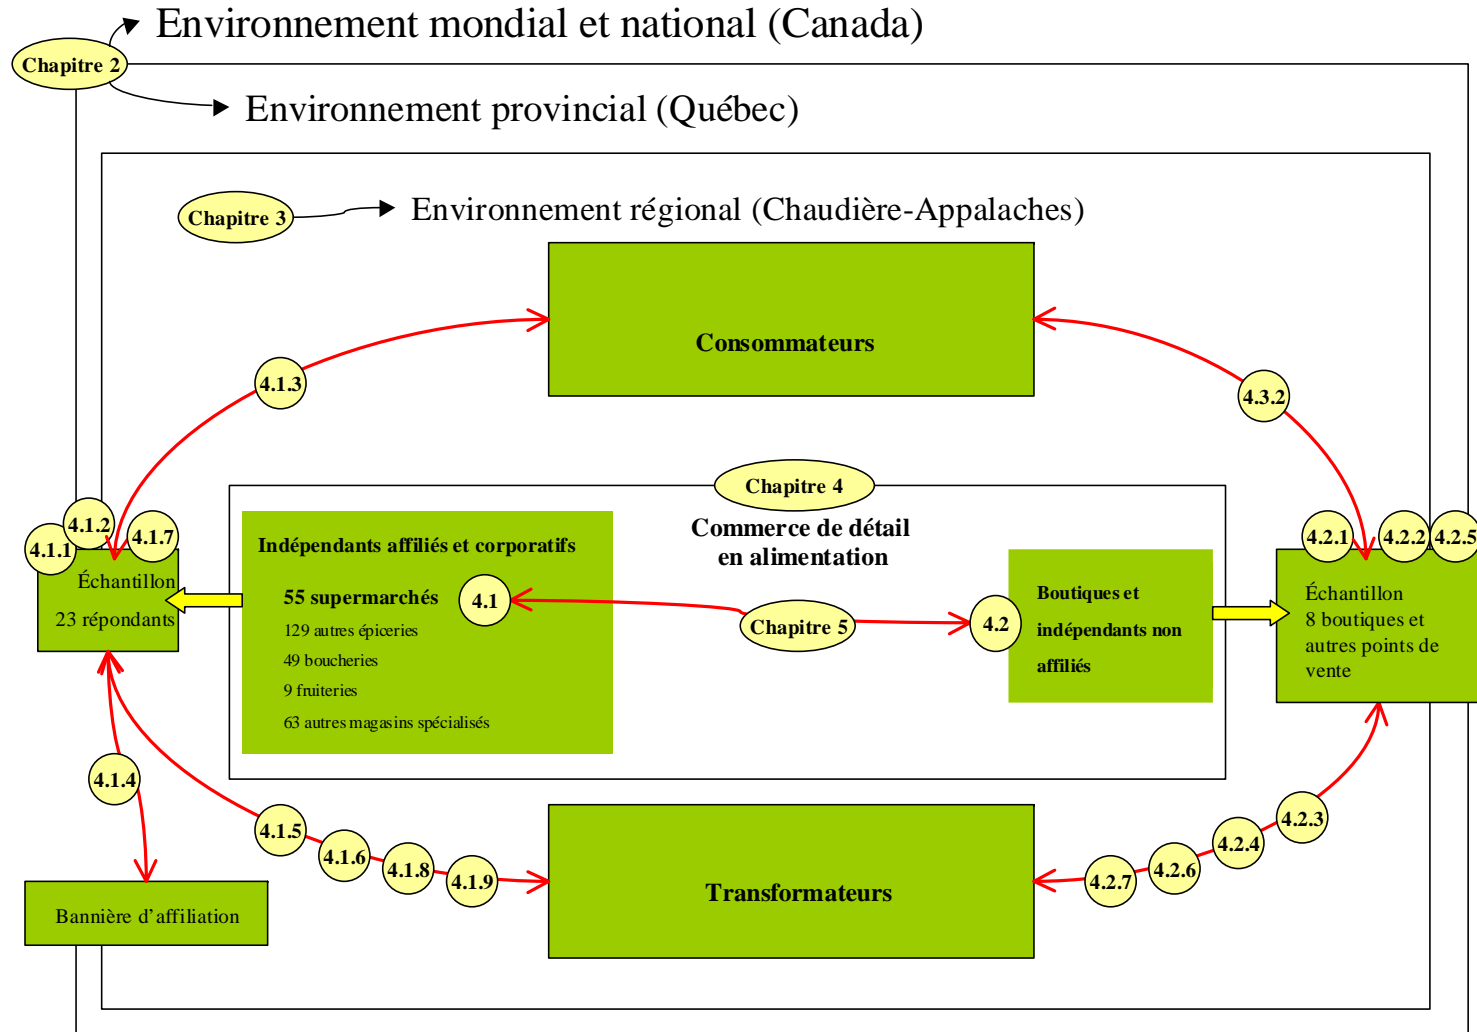 Environnement mondial et national (Canada)
Chapitre 2
Environnement provincial (Québec)
Chapitre 3
Environnement régional (Chaudière-Appalaches)
Consommateurs
4.1.3
4.3.2
Chapitre 4
Commerce de détail
en alimentation
4.1.1
4.1.2
4.1.7
Échantillon
23 répondants
Indépendants affiliés et corporatifs
55 supermarchés
129 autres épiceries
49 boucheries
9 fruiteries
63 autres magasins spécialisés
4.1
Chapitre 5
4.2
Boutiques et
indépendants non
affiliés
4.2.1
4.2.2
4.2.5
Échantillon
8 boutiques et
autres points de
vente
4.1.4
4.1.5
4.1.6
4.1.8
4.1.9
Transformateurs
4.2.7
4.2.6
4.2.4
4.2.3
Bannière d’affiliation